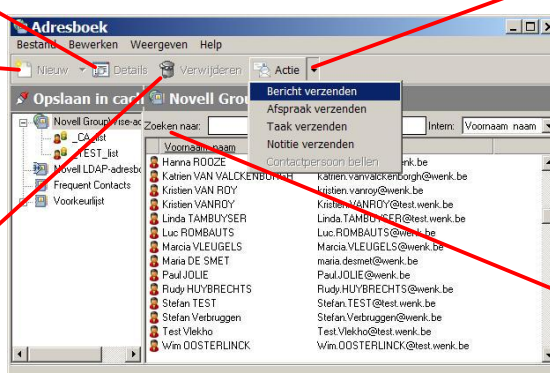 Adresboek
Bestand Bewerken Weergeven Help
Nieuw Details Verwijderen Actie
Opslaan in cach Novell Grou
Bericht verzenden
Afspraak verzenden
Taak verzenden
Notitie verzenden
Contactpersoon bellen
Zoeken naar: Intern: Voornaam naam
Novell GroupWise-ad
_TEST_list
Novell LDAP-adresbo
Frequent Contacts
Voorkeurlijst
Voornaam naam
Hanna ROOZE enk.be
Katrien VAN VALCKENBORGH katrien.vanvalckenborgh@wenk.be
Kristien VAN ROY kristien.vanroy@wenk.be
Kristien VANROY Kristien.VANROY@test.wenk.be
Linda TAMBUYSER Linda.TAMBUYSER@test.wenk.be
Luc ROMBAUTS Luc.ROMBAUTS@wenk.be
Marcia VLEUGELS Marcia.VLEUGELS@wenk.be
Maria DE SMET maria.desmet@wenk.be
Paul JOLIE Paul.JOLIE@wenk.be
Rudy HUYBRECHTS Rudy.HUYBRECHTS@wenk.be
Stefan TEST Stefan.TEST@test.wenk.be
Stefan Verbruggen Stefan.Verbruggen@wenk.be
Test Vlekho Test.Vlekho@test.wenk.be
Wim OOSTERLINCK Wim.OOSTERLINCK@test.wenk.be